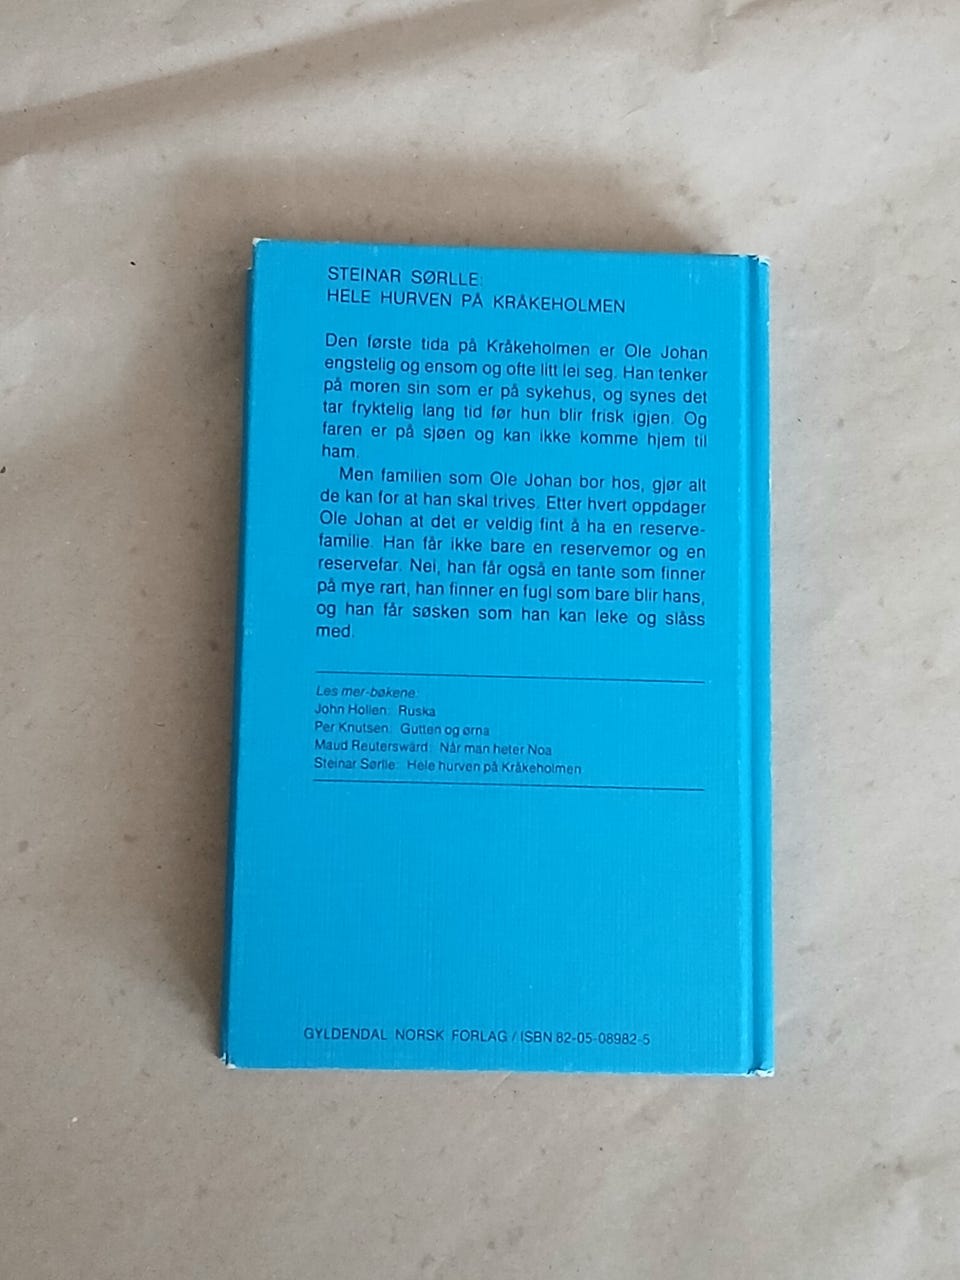 STEINAR SØRLLE:
HELE HURVEN PÅ KRÅKEHOLMEN
Den første tida på Kråkeholmen er Ole Johan
engstelig og ensom og ofte litt lei seg. Han tenker
på moren sin som er på sykehus, og synes det
tar fryktelig lang tid før hun blir frisk igjen. Og
faren er på sjøen og kan ikke komme hjem til
ham.
Men familien som Ole Johan bor hos, gjør alt
de kan for at han skal trives. Etter hvert oppdager
Ole Johan at det er veldig fint å ha en reserve-
familie. Han får ikke bare en reservemor og en
reservefar. Nei, han får også en tante som finner
på mye rart, han finner en fugl som bare blir hans,
og han får søsken som han kan leke og slåss
med.
Les mer-bøkene:
John Hollen: Ruska
Per Knutsen: Gutten og ørna
Maud Reuterswärd: Når man heter Noa
Steinar Sørlle: Hele hurven på Kråkeholmen
GYLDENDAL NORSK FORLAG / ISBN 82-05-08982-5